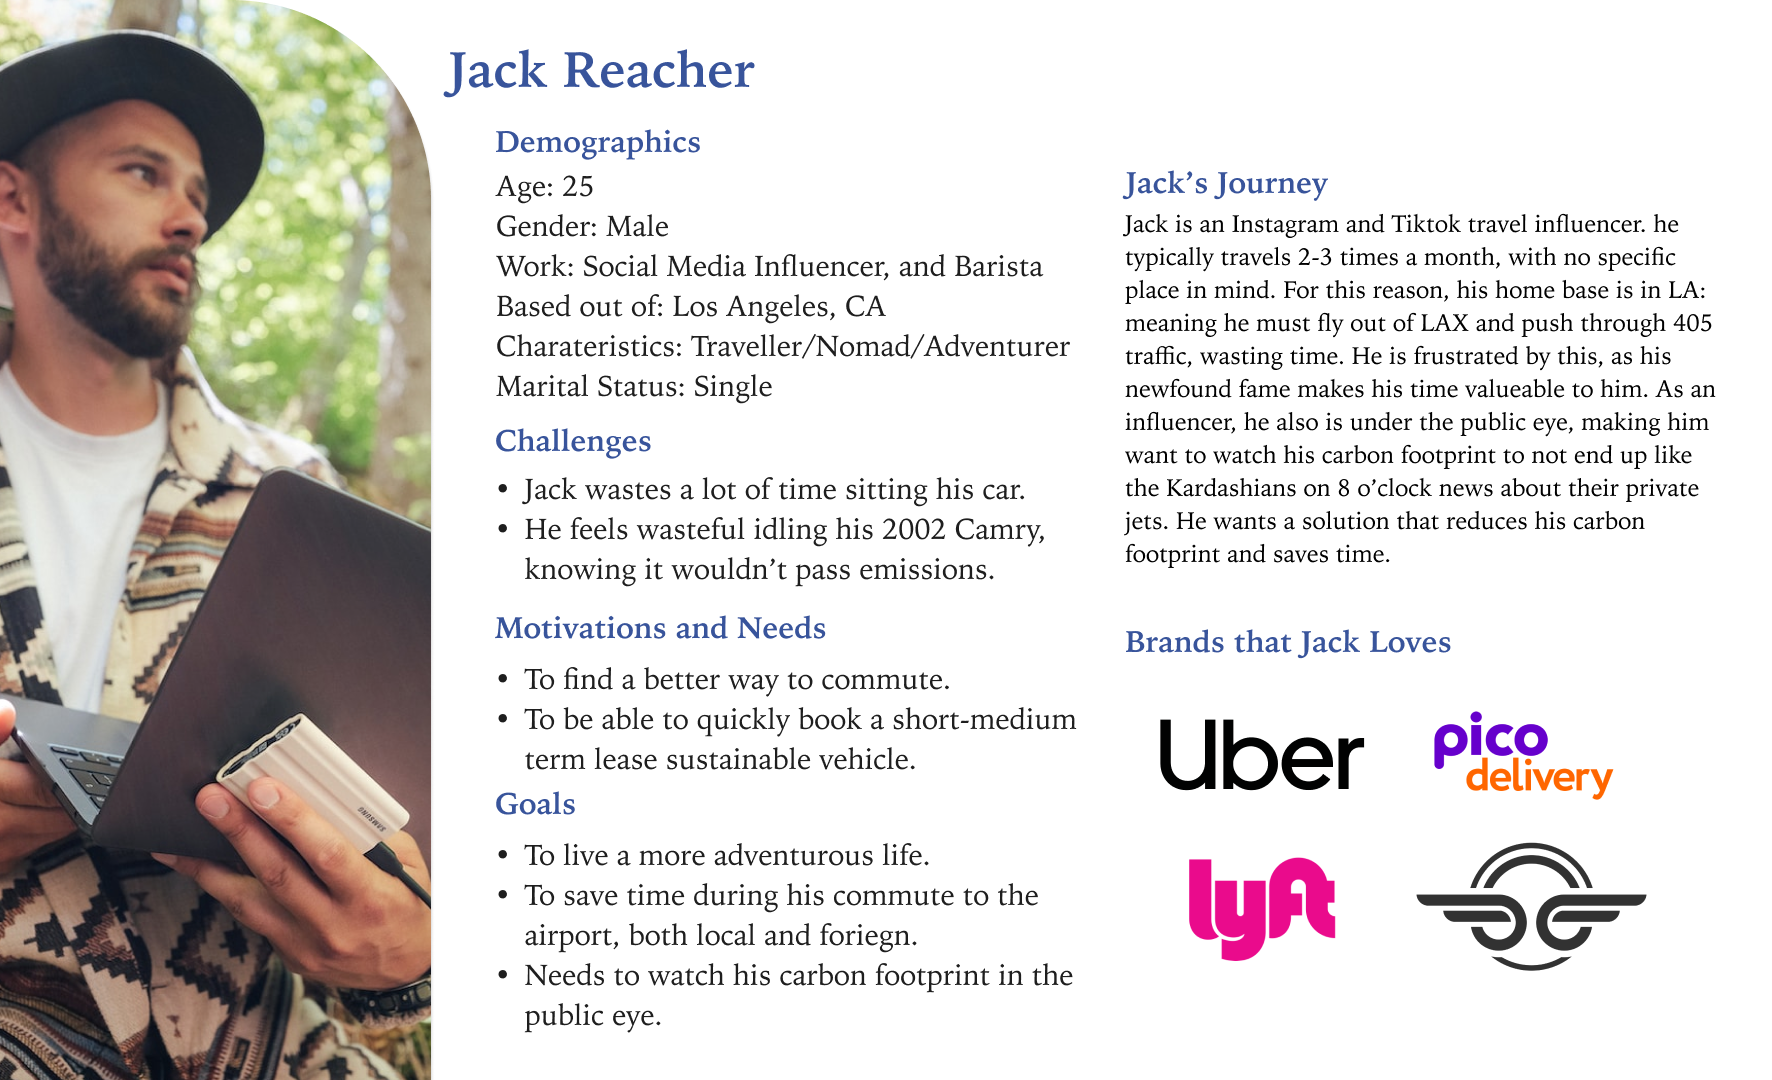 Jack Reacher
Demographics
Age: 25
Gender: Male
Work: Social Media Influencer, and Barista
Based out of: Los Angeles, CA
Charateristics: Traveller/Nomad/Adventurer
Marital Status: Single
Challenges
• Jack wastes a lot of time sitting his car.
• He feels wasteful idling his 2002 Camry,
knowing it wouldn’t pass emissions.
Motivations and Needs
• To find a better way to commute.
• To be able to quickly book a short-medium
term lease sustainable vehicle.
Goals
• To live a more adventurous life.
• To save time during his commute to the
airport, both local and foriegn.
• Needs to watch his carbon footprint in the
public eye.
Jack’s Journey
Jack is an Instagram and Tiktok travel influencer. he
typically travels 2-3 times a month, with no specific
place in mind. For this reason, his home base is in LA:
meaning he must fly out of LAX and push through 405
traffic, wasting time. He is frustrated by this, as his
newfound fame makes his time valueable to him. As an
influencer, he also is under the public eye, making him
want to watch his carbon footprint to not end up like
the Kardashians on 8 o’clock news about their private
jets. He wants a solution that reduces his carbon
footprint and saves time.
Brands that Jack Loves
Uber
pico
delivery
lyft
SAMSUNG